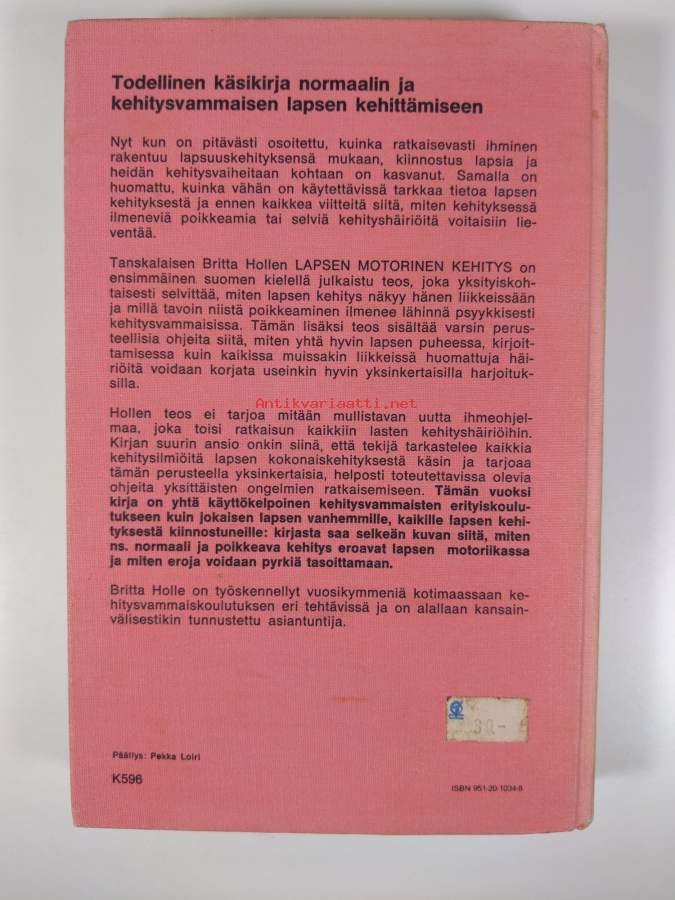 Todellinen käsikirja normaalin ja
kehitysvammaisen lapsen kehittämiseen
Nyt kun on pitävästi osoitettu, kuinka ratkaisevasti ihminen
rakentuu lapsuuskehityksensä mukaan, kiinnostus lapsia ja
heidän kehitysvaiheitaan kohtaan on kasvanut. Samalla on
huomattu, kuinka vähän on käytettävissä tarkkaa tietoa lapsen
kehityksestä ja ennen kaikkea viitteitä siitä, miten kehityksessä
ilmeneviä poikkeamia tai selviä kehityshäiriöitä voitaisiin lie-
ventää.
Tanskalaisen Britta Hollen LAPSEN MOTORINEN KEHITYS on
ensimmäinen suomen kielellä julkaistu teos, joka yksityiskoh-
taisesti selvittää, miten lapsen kehitys näkyy hänen liikkeissään
ja millä tavoin niistä poikkeaminen ilmenee lähinnä psyykkisesti
kehitysvammaisissa. Tämän lisäksi teos sisältää varsin perus-
teellisia ohjeita siitä, miten yhtä hyvin lapsen puheessa, kirjoit-
tamisessa kuin kaikissa muissakin liikkeissä huomattuja häi-
riöitä voidaan korjata useinkin hyvin yksinkertaisilla harjoituk-
silla.
Antikvariaatti.net
Hollen teos ei tarjoa mitään mullistavan uutta ihmeohjel-
maa, joka toisi ratkaisun kaikkiin lasten kehityshäiriöihin.
Kirjan suurin ansio onkin siinä, että tekijä tarkastelee kaikkia
kehitysilmiöitä lapsen kokonaiskehityksestä käsin ja tarjoaa
tämän perusteella yksinkertaisia, helposti toteutettavissa olevia
ohjeita yksittäisten ongelmien ratkaisemiseen. Tämän vuoksi
kirja on yhtä käyttökelpoinen kehitysvammaisten erityiskoulu-
tukseen kuin jokaisen lapsen vanhemmille, kaikille lapsen kehi-
tyksestä kiinnostuneille: kirjasta saa selkeän kuvan siitä, miten
ns. normaali ja poikkeava kehitys eroavat lapsen motoriikassa
ja miten eroja voidaan pyrkiä tasoittamaan.
Britta Holle on työskennellyt vuosikymmeniä kotimaassaan ke-
hitysvammaiskoulutuksen eri tehtävissä ja on alallaan kansain-
välisestikin tunnustettu asiantuntija.
30,-
Päällys: Pekka Loiri
K596
ISBN 951-20-1034-8